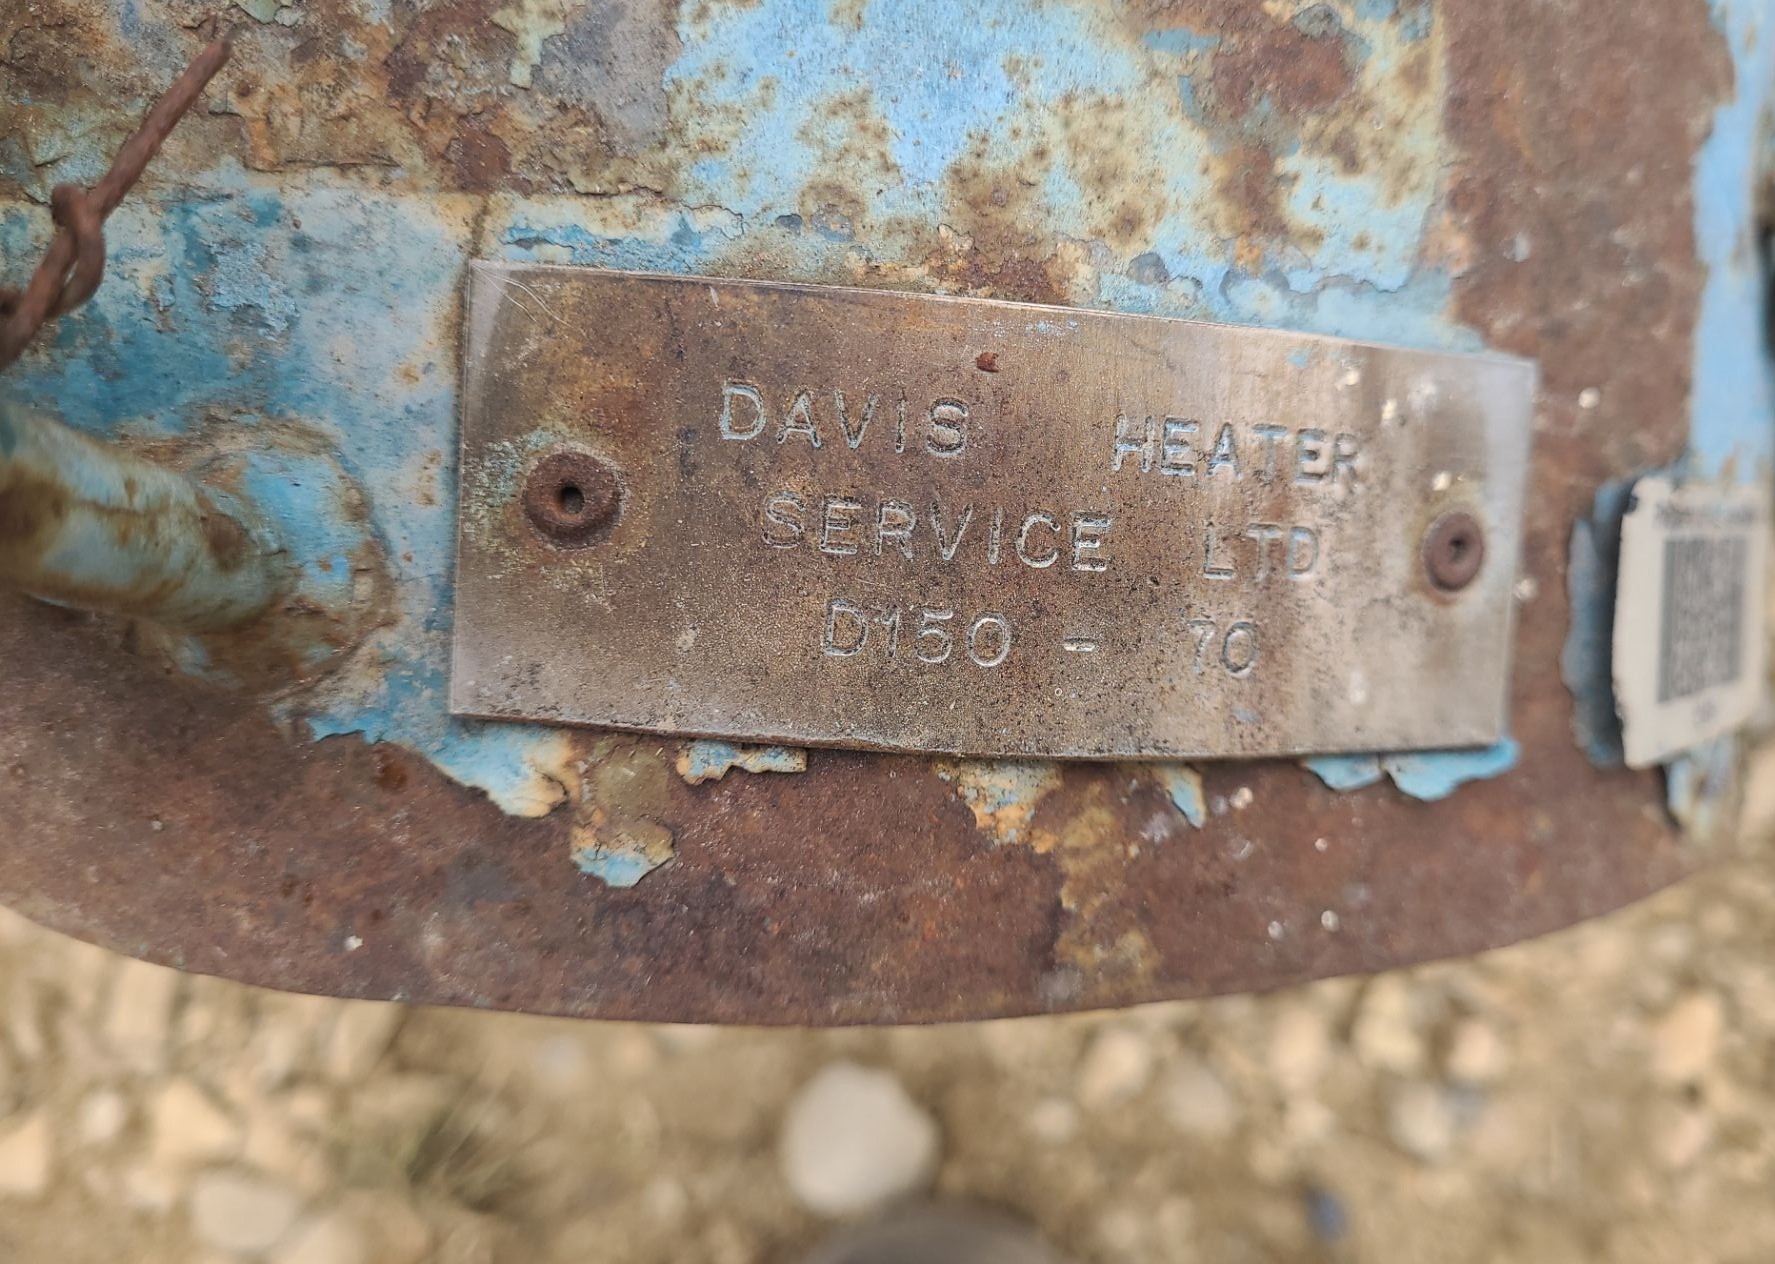 DAVIS HEATER
SERVICE LTD
D150 - 70